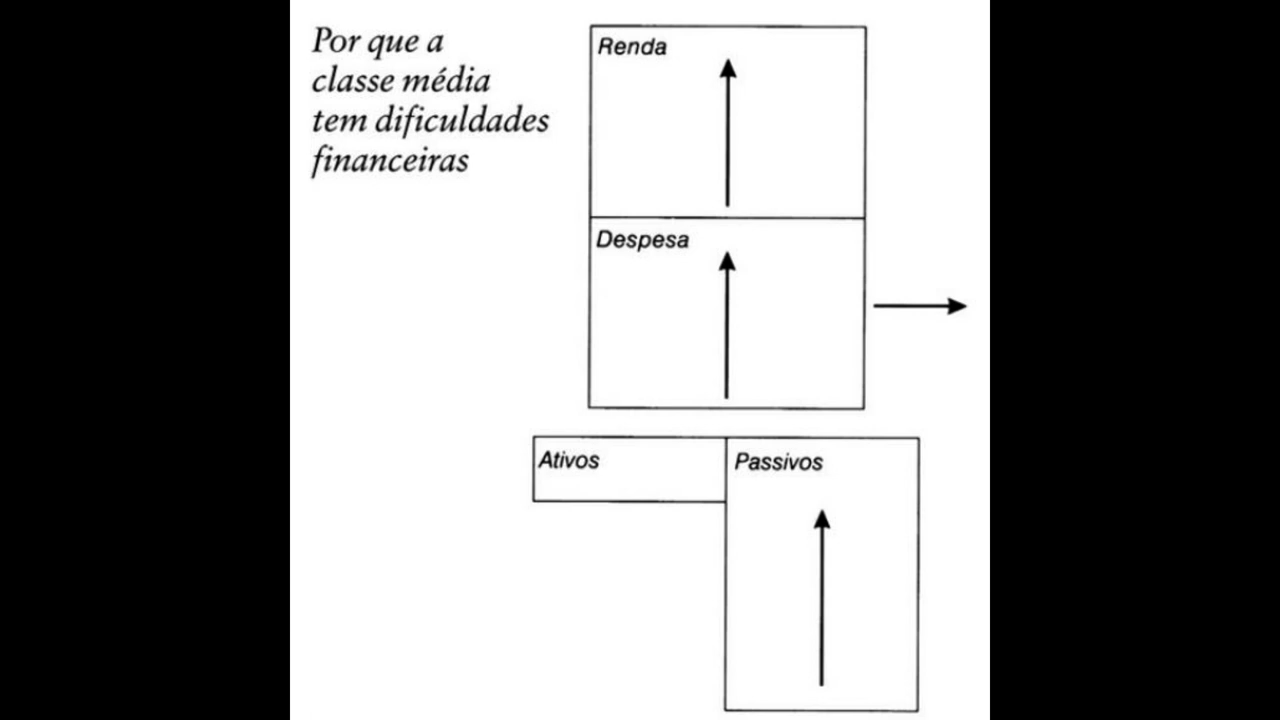 Por que a
classe média
tem dificuldades
financeiras
Renda
Despesa
Ativos
Passivos